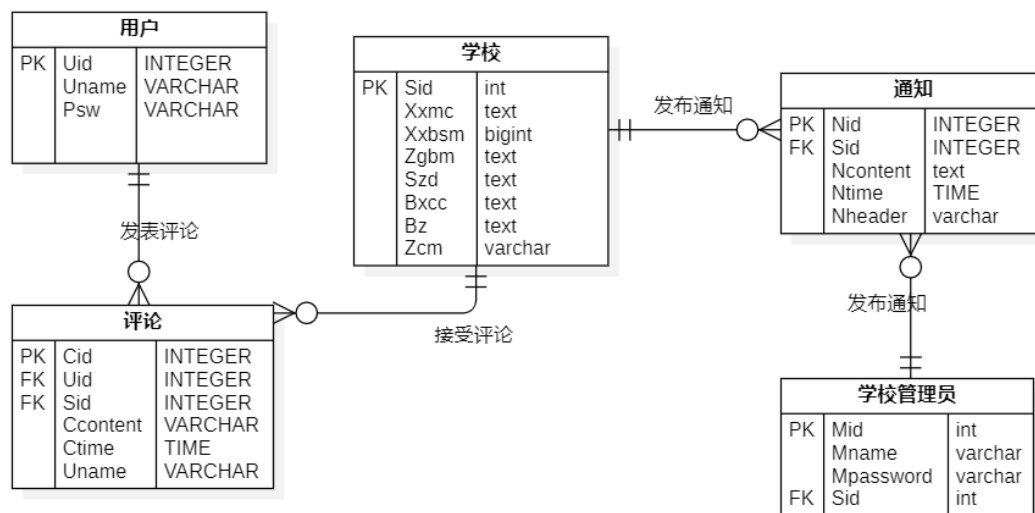 用户
PK Uid INTEGER
Uname VARCHAR
Psw VARCHAR
发表评论
评论
PK Cid INTEGER
FK Uid INTEGER
FK Sid INTEGER
Ccontent VARCHAR
Ctime TIME
Uname VARCHAR
学校
PK Sid int
Xxmc text
Xxbsm bigint
Zgbm text
Szd text
Bxcc text
Bz text
Zcm varchar
接受评论
发布通知
通知
PK Nid INTEGER
FK Sid INTEGER
Ncontent text
Ntime TIME
Nheader varchar
发布通知
学校管理员
PK Mid int
Mname varchar
Mpassword varchar
FK Sid int